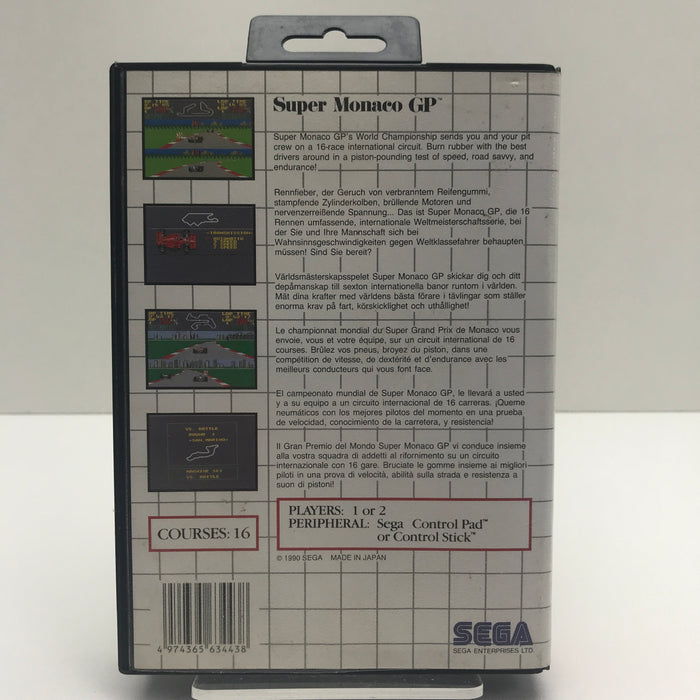 Super Monaco GP™
Super Monaco GP's World Championship sends you and your pit
crew on a 16-race international circuit. Burn rubber with the best
drivers around in a piston-pounding test of speed, road savvy, and
endurance!
Rennfieber, der Geruch von verbranntem Reifengummi,
stampfende Zylinderkolben, brüllende Motoren und
nervenzerreißende Spannung... Das ist Super Monaco GP, die 16
Rennen umfassende, internationale Weltmeisterschaftsserie, bei
der Sie und Ihre Mannschaft sich bei
Wahnsinnsgeschwindigkeiten gegen Weltklassefahrer behaupten
müssen! Sind Sie bereit?
Världsmästerskapsspelet Super Monaco GP skickar dig och ditt
depåmanskap till sexton internationella banor runtom i världen.
Mät dina krafter med världens bästa förare i tävlingar som ställer
enorma krav på fart, körskicklighet och uthållighet!
Le championnat mondial du Super Grand Prix de Monaco vous
envoie, vous et votre équipe, sur un circuit international de 16
courses. Brûlez vos pneus, broyez du piston, dans une
compétition de vitesse, de dextérité et d'endurance avec les
meilleurs conducteurs qui vous font face.
El campeonato mondial de Super Monaco GP, le llevará a usted
y a su equipo a un circuito internacional de 16 carreras. ¡Queme
neumáticos con los mejores pilotos del momento en una prueba
de velocidad, conocimiento de la carretera, y resistencia!
Il Gran Premio del Mondo Super Monaco GP vi conduce insieme
alla vostra squadra di addetti al rifornimento su un circuito
internazionale con 16 gare. Bruciate le gomme insieme ai migliori
piloti in una prova di velocità, abilità sulla strada e resistenza a
suon di pistoni!
VS. BATTLE
ROUND 1
<SAN MARINO>
MACHINE SET
VS. BATTLE
COURSES: 16
PLAYERS: 1 or 2
PERIPHERAL: Sega Control Pad™
or Control Stick™
© 1990 SEGA MADE IN JAPAN
4 974365 634438
SEGA
SEGA ENTERPRISES LTD.